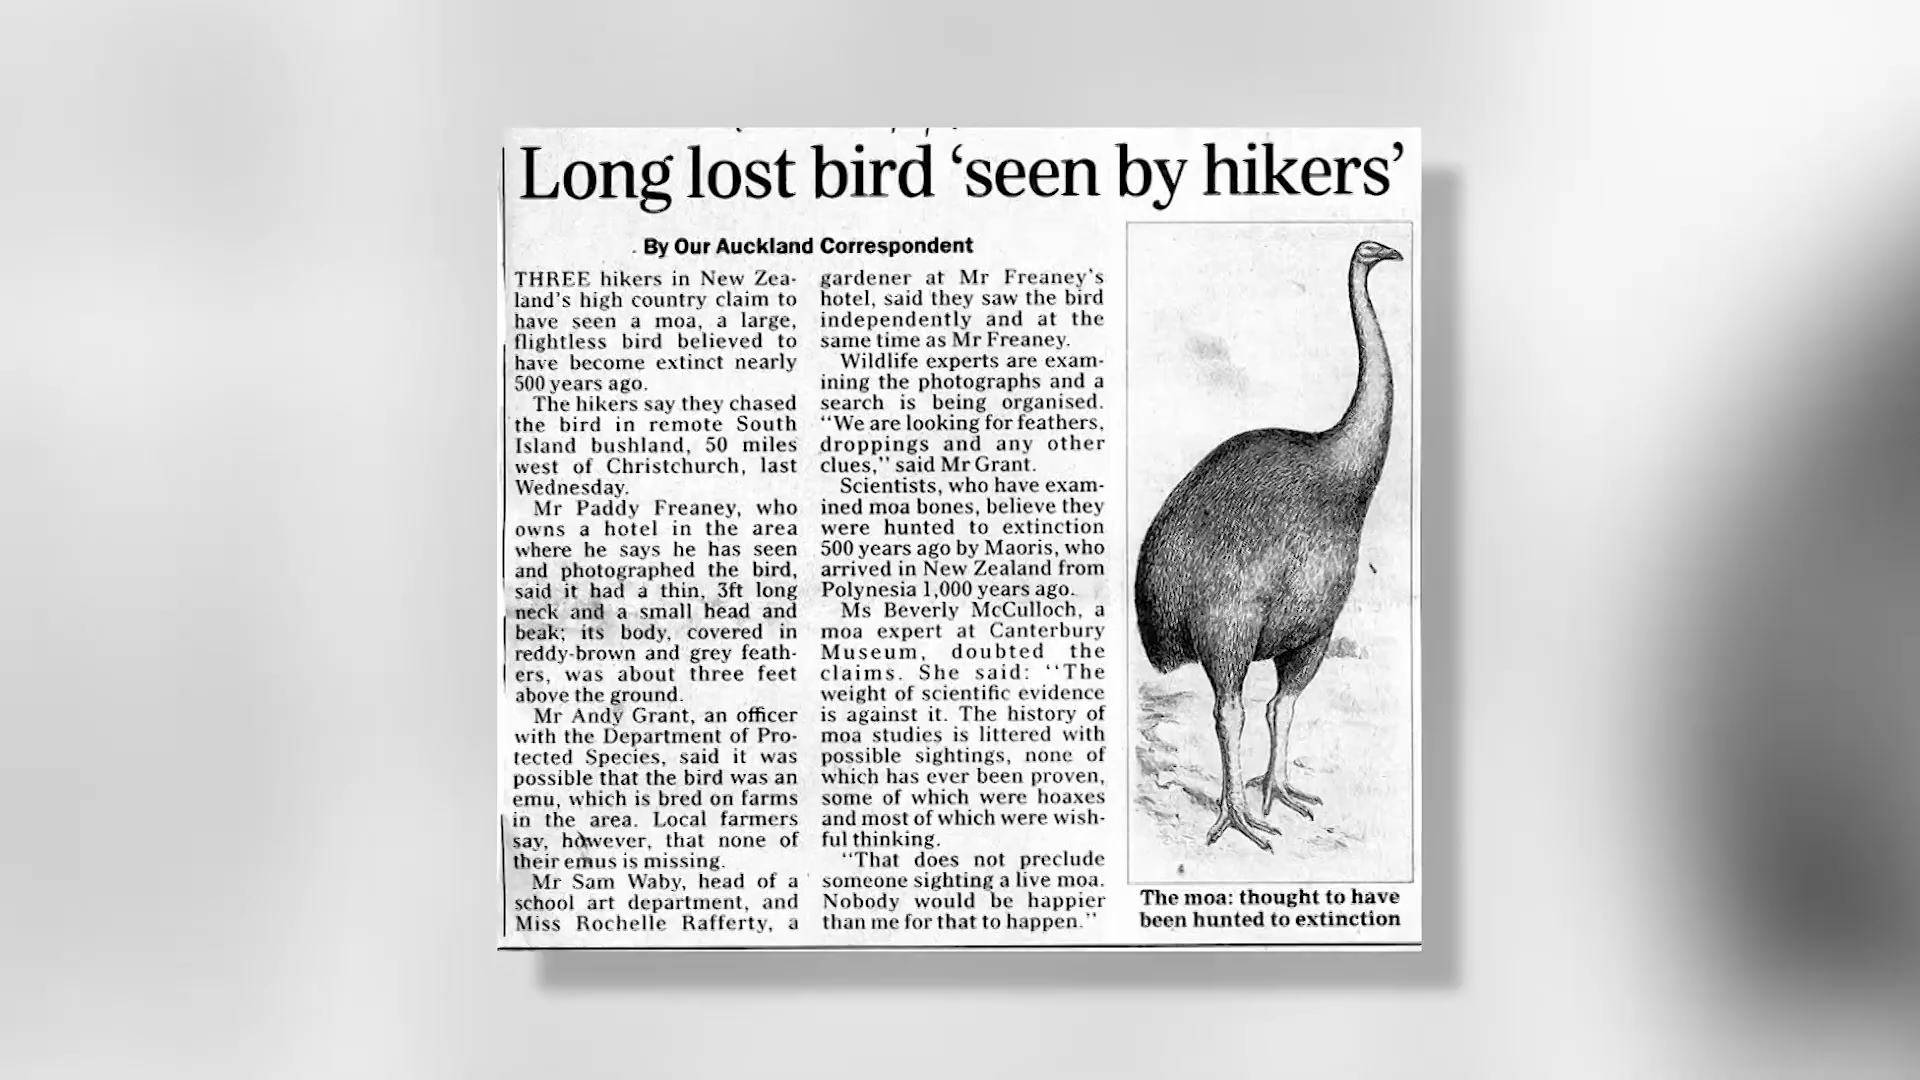 Long lost bird ‘seen by hikers’
By Our Auckland Correspondent
THREE hikers in New Zea-
land's high country claim to
have seen a moa, a large,
flightless bird believed to
have become extinct nearly
500 years ago.
The hikers say they chased
the bird in remote South
Island bushland, 50 miles
west of Christchurch, last
Wednesday.
Mr Paddy Freaney, who
owns a hotel in the area
where he says he has seen
and photographed the bird,
said it had a thin, 3ft long
neck and a small head and
beak; its body, covered in
reddy-brown and grey feath-
ers, was about three feet
above the ground.
Mr Andy Grant, an officer
with the Department of Pro-
tected Species, said it was
possible that the bird was an
emu, which is bred on farms
in the area. Local farmers
say, however, that none of
their emus is missing.
Mr Sam Waby, head of a
school art department, and
Miss Rochelle Rafferty, a
gardener at Mr Freaney's
hotel, said they saw the bird
independently and at the
same time as Mr Freaney.
Wildlife experts are exam-
ining the photographs and a
search is being organised.
"We are looking for feathers,
droppings and any other
clues," said Mr Grant.
Scientists, who have exam-
ined moa bones, believe they
were hunted to extinction
500 years ago by Maoris, who
arrived in New Zealand from
Polynesia 1,000 years ago.
Ms Beverly McCulloch, a
moa expert at Canterbury
Museum, doubted the
claims. She said: "The
weight of scientific evidence
is against it. The history of
moa studies is littered with
possible sightings, none of
which has ever been proven,
some of which were hoaxes
and most of which were wish-
ful thinking.
"That does not preclude
someone sighting a live moa.
Nobody would be happier
than me for that to happen."
The moa: thought to have
been hunted to extinction